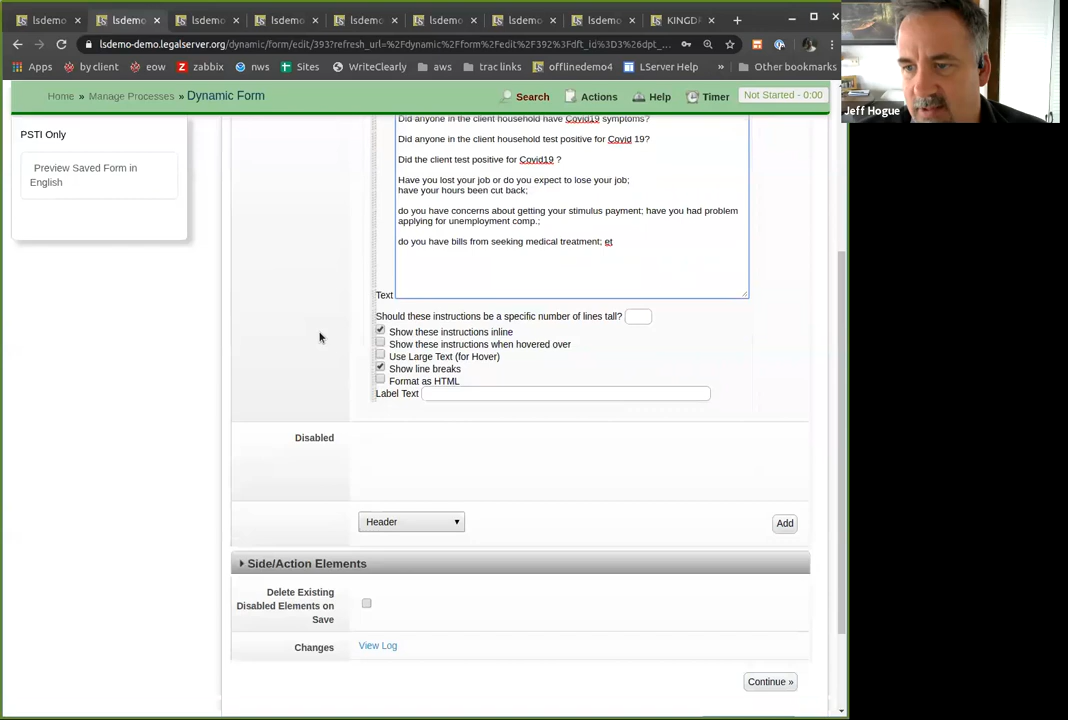 lsdemo × lsdemo × lsdemo × lsdemo × lsdemo × lsdemo × lsdemo × lsdemo × KINGDA × +
lsdemo-demo.legalserver.org/dynamic/form/edit/393?refresh_url=%2Fdynamic%2Fform%2Fedit%2F392%3Fdt_id%3D3%26dpt_...
Apps by client eow zabbix nws Sites WriteClearly aws trac links offlinedemo4 LServer Help » Other bookmarks
Home » Manage Processes » Dynamic Form Search Actions Help Timer Not Started - 0:00
Jeff Hogue
PSTI Only
Preview Saved Form in
English
Did anyone in the client household have Covid19 symptoms?
Did anyone in the client household test positive for Covid 19?
Did the client test positive for Covid19 ?
Have you lost your job or do you expect to lose your job;
have your hours been cut back;
do you have concerns about getting your stimulus payment; have you had problem
applying for unemployment comp.;
do you have bills from seeking medical treatment; et
Text
Should these instructions be a specific number of lines tall?
Show these instructions inline
Show these instructions when hovered over
Use Large Text (for Hover)
Show line breaks
Format as HTML
Label Text
Disabled
Header Add
Side/Action Elements
Delete Existing
Disabled Elements on
Save
Changes View Log
Continue »